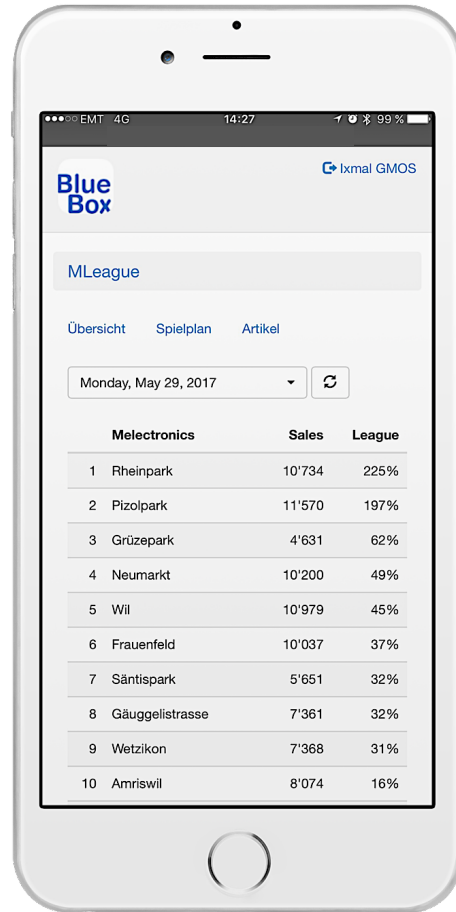 EMT 4G 14:27 99 %
Blue
Box
Ixmal GMOS
MLeague
Übersicht Spielplan Artikel
Monday, May 29, 2017
Melectronics Sales League
1 Rheinpark 10'734 225%
2 Pizolpark 11'570 197%
3 Grüzepark 4'631 62%
4 Neumarkt 10'200 49%
5 Wil 10'979 45%
6 Frauenfeld 10'037 37%
7 Säntispark 5'651 32%
8 Gäuggelistrasse 7'361 32%
9 Wetzikon 7'368 31%
10 Amriswil 8'074 16%